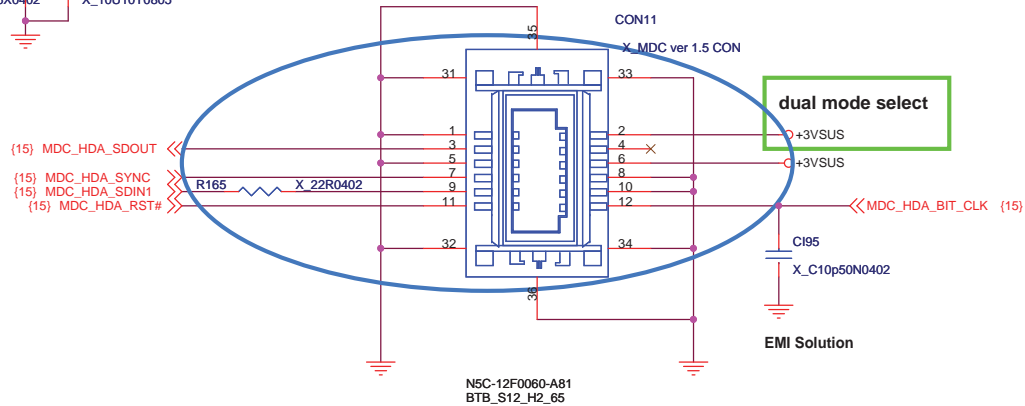 X_10U10Y0805
CON11
X_MDC ver 1.5 CON
35
31
33
dual mode select
1
2
+3VSUS
{15} MDC_HDA_SDOUT
3
4
5
6
+3VSUS
{15} MDC_HDA_SYNC
7
8
{15} MDC_HDA_SDIN1
R165
X_22R0402
9
10
{15} MDC_HDA_RST#
11
12
MDC_HDA_BIT_CLK {15}
32
34
CI95
X_C10p50N0402
36
EMI Solution
N5C-12F0060-A81
BTB_S12_H2_65